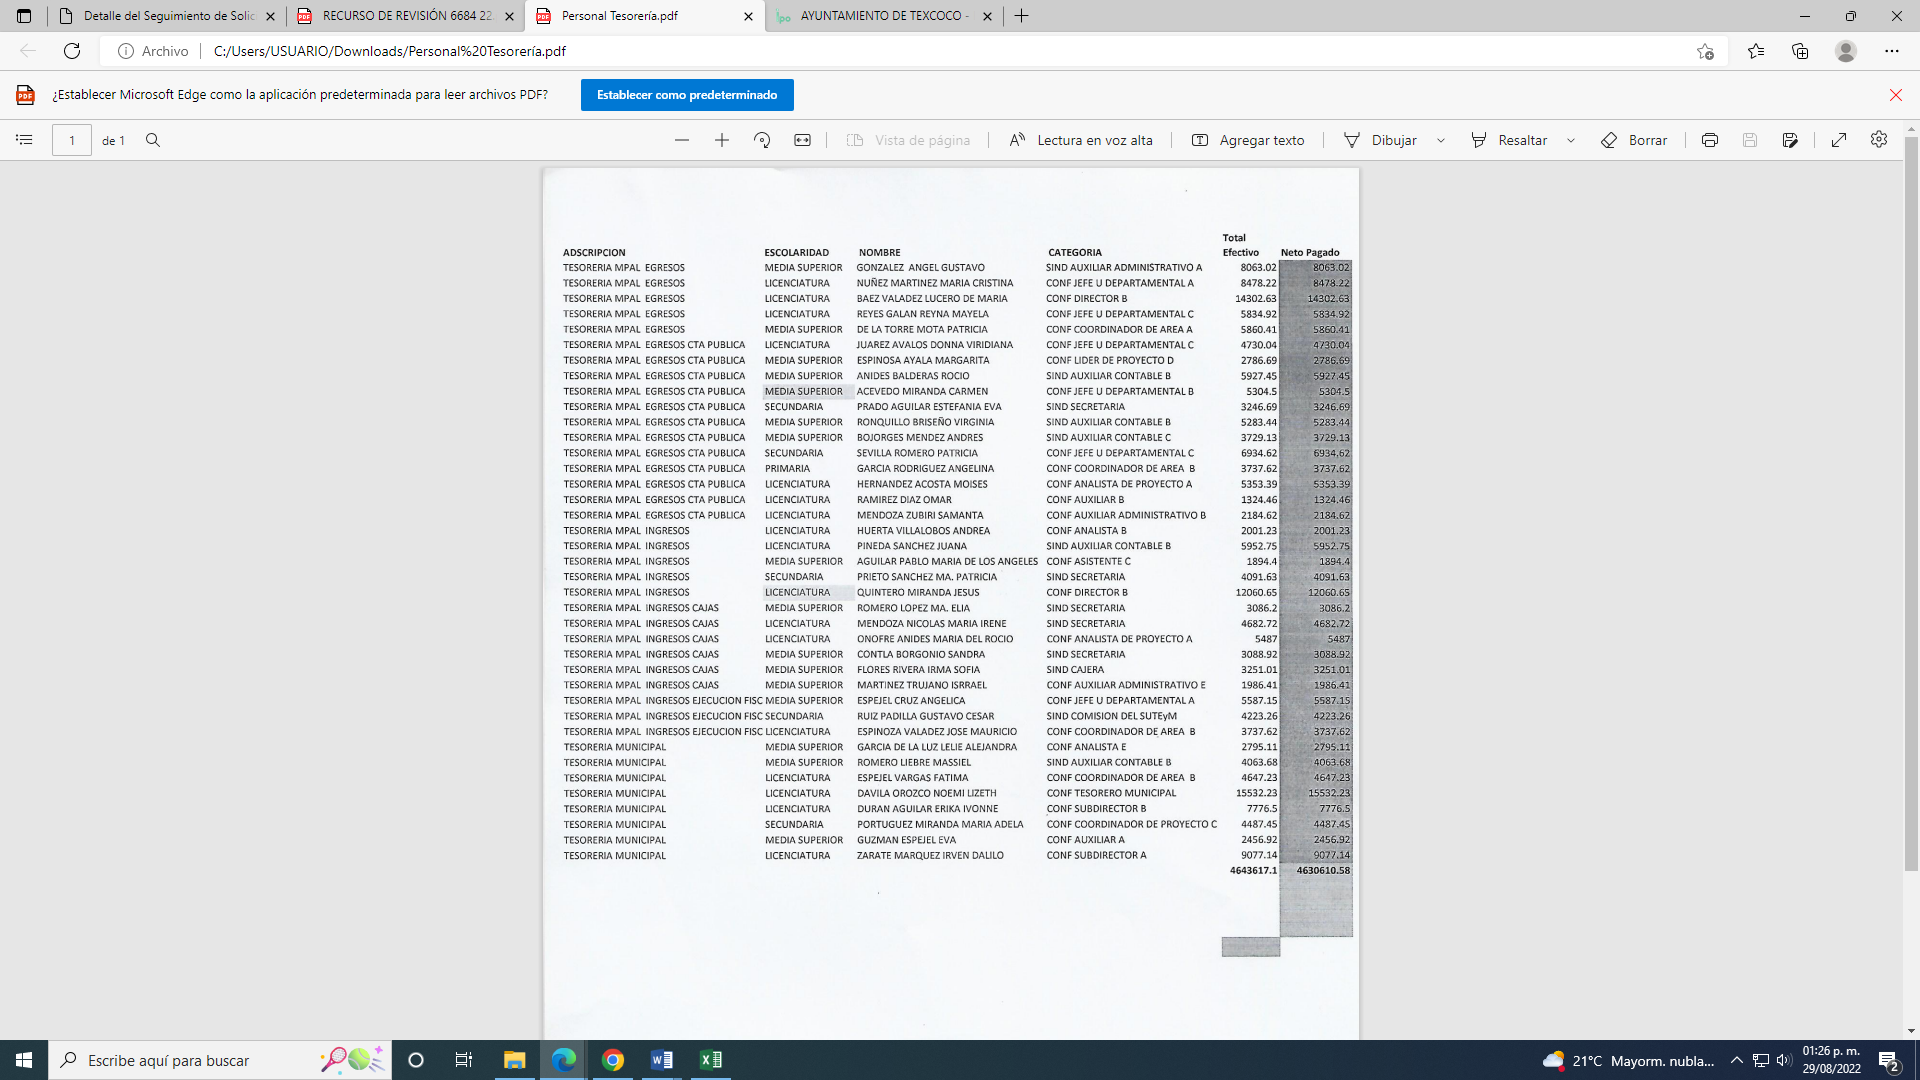 Detalle del Seguimiento de Solic
RECURSO DE REVISIÓN 6684 22
Personal Tesorería.pdf
AYUNTAMIENTO DE TEXCOCO -
Archivo C:/Users/USUARIO/Downloads/Personal%20Tesorería.pdf
¿Establecer Microsoft Edge como la aplicación predeterminada para leer archivos PDF? Establecer como predeterminado
1 de 1 Vista de página Lectura en voz alta Agregar texto Dibujar Resaltar Borrar
Total
ADSCRIPCION ESCOLARIDAD NOMBRE CATEGORIA Efectivo Neto Pagado
TESORERIA MPAL EGRESOS MEDIA SUPERIOR GONZALEZ ANGEL GUSTAVO SIND AUXILIAR ADMINISTRATIVO A 8063.02 8063.02
TESORERIA MPAL EGRESOS LICENCIATURA NUÑEZ MARTINEZ MARIA CRISTINA CONF JEFE U DEPARTAMENTAL A 8478.22 8478.22
TESORERIA MPAL EGRESOS LICENCIATURA BAEZ VALADEZ LUCERO DE MARIA CONF DIRECTOR B 14302.63 14302.63
TESORERIA MPAL EGRESOS LICENCIATURA REYES GALAN REYNA MAYELA CONF JEFE U DEPARTAMENTAL C 5834.92 5834.92
TESORERIA MPAL EGRESOS MEDIA SUPERIOR DE LA TORRE MOTA PATRICIA CONF COORDINADOR DE AREA A 5860.41 5860.41
TESORERIA MPAL EGRESOS CTA PUBLICA LICENCIATURA JUAREZ AVALOS DONNA VIRIDIANA CONF JEFE U DEPARTAMENTAL C 4730.04 4730.04
TESORERIA MPAL EGRESOS CTA PUBLICA MEDIA SUPERIOR ESPINOSA AYALA MARGARITA CONF LIDER DE PROYECTO D 2786.69 2786.69
TESORERIA MPAL EGRESOS CTA PUBLICA MEDIA SUPERIOR ANIDES BALDERAS ROCIO SIND AUXILIAR CONTABLE B 5927.45 5927.45
TESORERIA MPAL EGRESOS CTA PUBLICA MEDIA SUPERIOR ACEVEDO MIRANDA CARMEN CONF JEFE U DEPARTAMENTAL B 5304.5 5304.5
TESORERIA MPAL EGRESOS CTA PUBLICA SECUNDARIA PRADO AGUILAR ESTEFANIA EVA SIND SECRETARIA 3246.69 3246.69
TESORERIA MPAL EGRESOS CTA PUBLICA MEDIA SUPERIOR RONQUILLO BRISEÑO VIRGINIA SIND AUXILIAR CONTABLE B 5283.44 5283.44
TESORERIA MPAL EGRESOS CTA PUBLICA MEDIA SUPERIOR BOJORGES MENDEZ ANDRES SIND AUXILIAR CONTABLE C 3729.13 3729.13
TESORERIA MPAL EGRESOS CTA PUBLICA SECUNDARIA SEVILLA ROMERO PATRICIA CONF JEFE U DEPARTAMENTAL C 6934.62 6934.62
TESORERIA MPAL EGRESOS CTA PUBLICA PRIMARIA GARCIA RODRIGUEZ ANGELINA CONF COORDINADOR DE AREA B 3737.62 3737.62
TESORERIA MPAL EGRESOS CTA PUBLICA LICENCIATURA HERNANDEZ ACOSTA MOISES CONF ANALISTA DE PROYECTO A 5353.39 5353.39
TESORERIA MPAL EGRESOS CTA PUBLICA LICENCIATURA RAMIREZ DIAZ OMAR CONF AUXILIAR B 1324.46 1324.46
TESORERIA MPAL EGRESOS CTA PUBLICA LICENCIATURA MENDOZA ZUBIRI SAMANTA CONF AUXILIAR ADMINISTRATIVO B 2184.62 2184.62
TESORERIA MPAL INGRESOS LICENCIATURA HUERTA VILLALOBOS ANDREA CONF ANALISTA B 2001.23 2001.23
TESORERIA MPAL INGRESOS LICENCIATURA PINEDA SANCHEZ JUANA SIND AUXILIAR CONTABLE B 5952.75 5952.75
TESORERIA MPAL INGRESOS MEDIA SUPERIOR AGUILAR PABLO MARIA DE LOS ANGELES CONF ASISTENTE C 1894.4 1894.4
TESORERIA MPAL INGRESOS SECUNDARIA PRIETO SANCHEZ MA. PATRICIA SIND SECRETARIA 4091.63 4091.63
TESORERIA MPAL INGRESOS LICENCIATURA QUINTERO MIRANDA JESUS CONF DIRECTOR B 12060.65 12060.65
TESORERIA MPAL INGRESOS CAJAS MEDIA SUPERIOR ROMERO LOPEZ MA. ELIA SIND SECRETARIA 3086.2 3086.2
TESORERIA MPAL INGRESOS CAJAS LICENCIATURA MENDOZA NICOLAS MARIA IRENE SIND SECRETARIA 4682.72 4682.72
TESORERIA MPAL INGRESOS CAJAS LICENCIATURA ONOFRE ANIDES MARIA DEL ROCIO CONF ANALISTA DE PROYECTO A 5487 5487
TESORERIA MPAL INGRESOS CAJAS MEDIA SUPERIOR CONTLA BORGONIO SANDRA SIND SECRETARIA 3088.92 3088.92
TESORERIA MPAL INGRESOS CAJAS MEDIA SUPERIOR FLORES RIVERA IRMA SOFIA SIND CAJERA 3251.01 3251.01
TESORERIA MPAL INGRESOS CAJAS MEDIA SUPERIOR MARTINEZ TRUJANO ISRRAEL CONF AUXILIAR ADMINISTRATIVO E 1986.41 1986.41
TESORERIA MPAL INGRESOS EJECUCION FISC MEDIA SUPERIOR ESPEJEL CRUZ ANGELICA CONF JEFE U DEPARTAMENTAL A 5587.15 5587.15
TESORERIA MPAL INGRESOS EJECUCION FISC SECUNDARIA RUIZ PADILLA GUSTAVO CESAR SIND COMISION DEL SUTEyM 4223.26 4223.26
TESORERIA MPAL INGRESOS EJECUCION FISC LICENCIATURA ESPINOZA VALADEZ JOSE MAURICIO CONF COORDINADOR DE AREA B 3737.62 3737.62
TESORERIA MUNICIPAL MEDIA SUPERIOR GARCIA DE LA LUZ LELIE ALEJANDRA CONF ANALISTA E 2795.11 2795.11
TESORERIA MUNICIPAL MEDIA SUPERIOR ROMERO LIEBRE MASSIEL SIND AUXILIAR CONTABLE B 4063.68 4063.68
TESORERIA MUNICIPAL LICENCIATURA ESPEJEL VARGAS FATIMA CONF COORDINADOR DE AREA B 4647.23 4647.23
TESORERIA MUNICIPAL LICENCIATURA DAVILA OROZCO NOEMI LIZETH CONF TESORERO MUNICIPAL 15532.23 15532.23
TESORERIA MUNICIPAL LICENCIATURA DURAN AGUILAR ERIKA IVONNE CONF SUBDIRECTOR B 7776.5 7776.5
TESORERIA MUNICIPAL SECUNDARIA PORTUGUEZ MIRANDA MARIA ADELA CONF COORDINADOR DE PROYECTO C 4487.45 4487.45
TESORERIA MUNICIPAL MEDIA SUPERIOR GUZMAN ESPEJEL EVA CONF AUXILIAR A 2456.92 2456.92
TESORERIA MUNICIPAL LICENCIATURA ZARATE MARQUEZ IRVEN DALILO CONF SUBDIRECTOR A 9077.14 9077.14
4643617.1 4630610.58
Escribe aquí para buscar
21°C Mayorm. nubla...
01:26 p. m.
29/08/2022
2